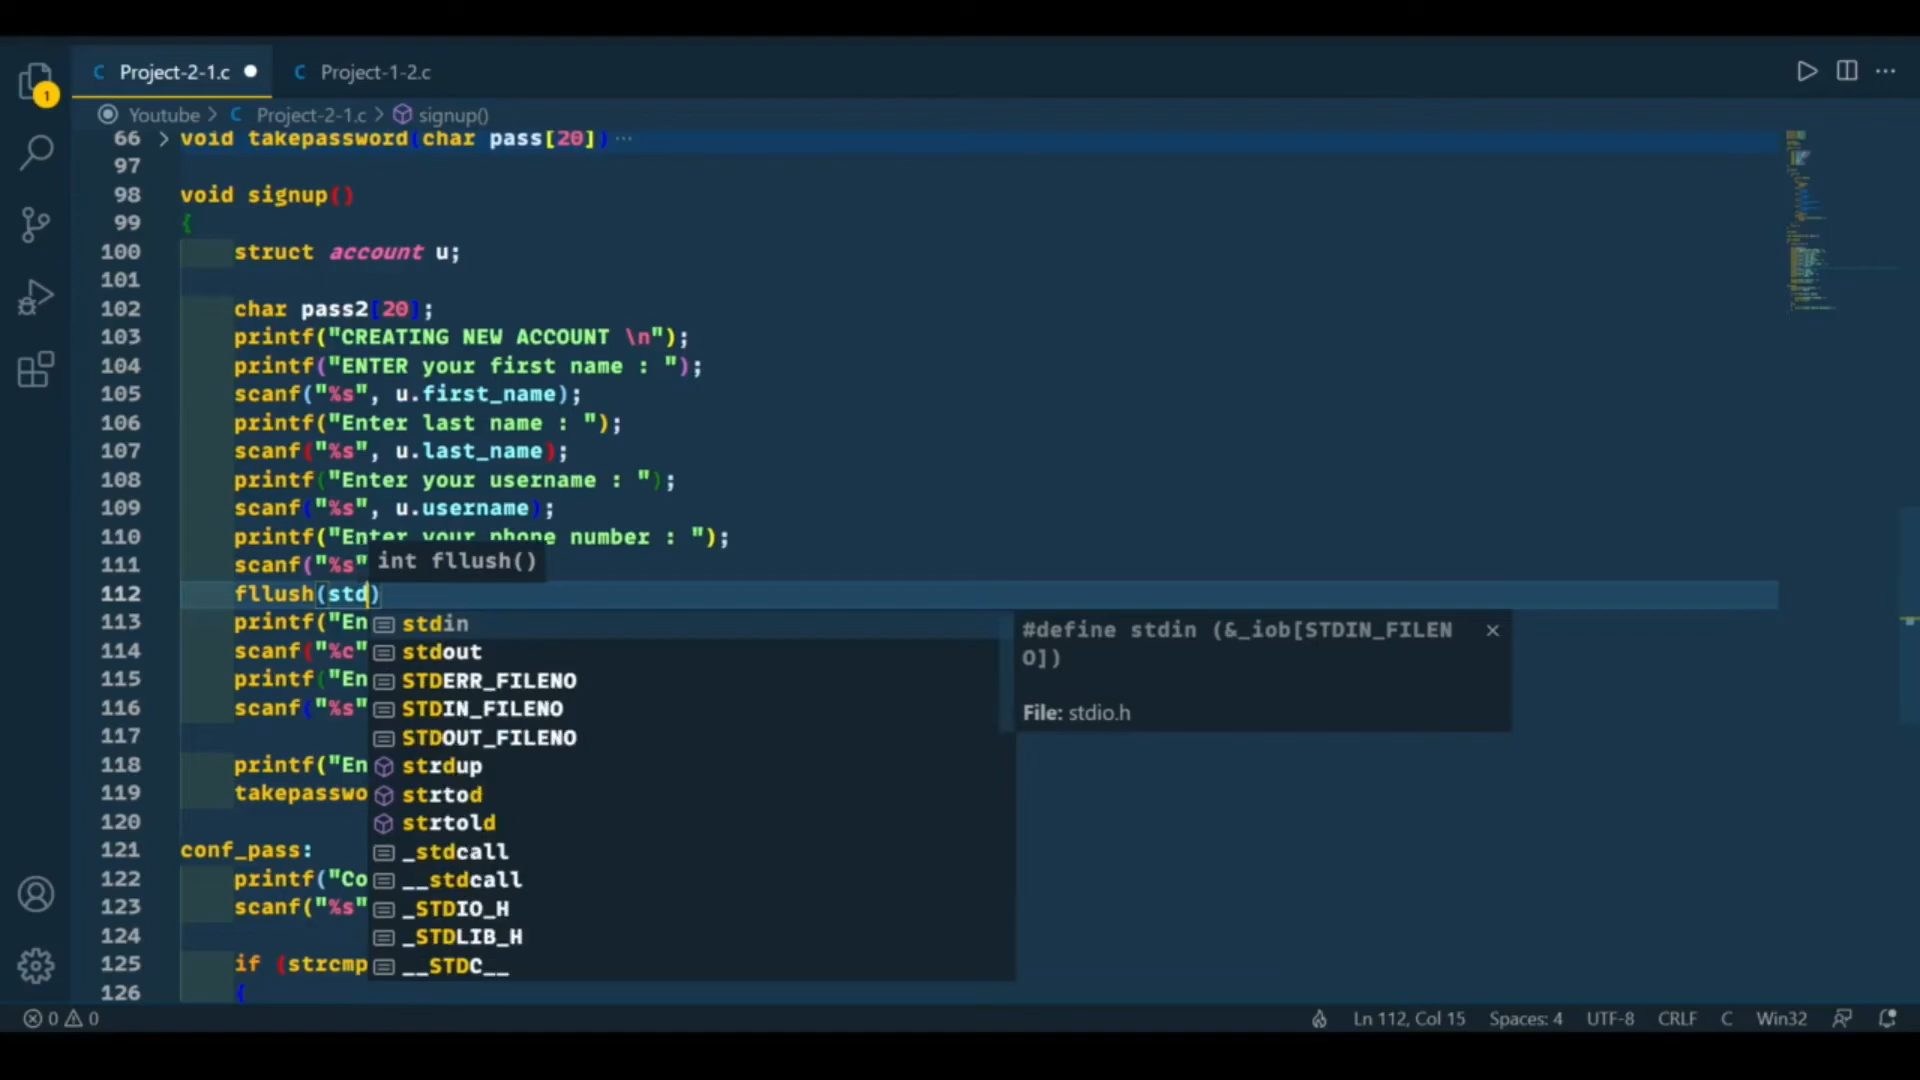 Project-2-1.c
Project-1-2.c
1
Youtube > Project-2-1.c > signup()
66 > void takepassword(char pass[20]) ···
97
98 void signup()
99 {
100 struct account u;
101
102 char pass2[20];
103 printf("CREATING NEW ACCOUNT \n");
104 printf("ENTER your first name : ");
105 scanf("%s", u.first_name);
106 printf("Enter last name : ");
107 scanf("%s", u.last_name);
108 printf("Enter your username : ");
109 scanf("%s", u.username);
110 printf("Enter your phone number : ");
111 scanf("%s"
int fllush()
112 fllush(std)
113 printf("En
114 scanf("%c"
115 printf("En
116 scanf("%s"
117
118 printf("En
119 takepasswo
120
121 conf_pass:
122 printf("Co
123 scanf("%s"
124
125 if (strcmp
126 {
stdin
stdout
STDERR_FILENO
STDIN_FILENO
STDOUT_FILENO
strdup
strtod
strtold
_stdcall
__stdcall
_STDIO_H
_STDLIB_H
__STDC__
#define stdin (&_iob[STDIN_FILEN
O])
File: stdio.h
0 0
Ln 112, Col 15 Spaces: 4 UTF-8 CRLF C Win32